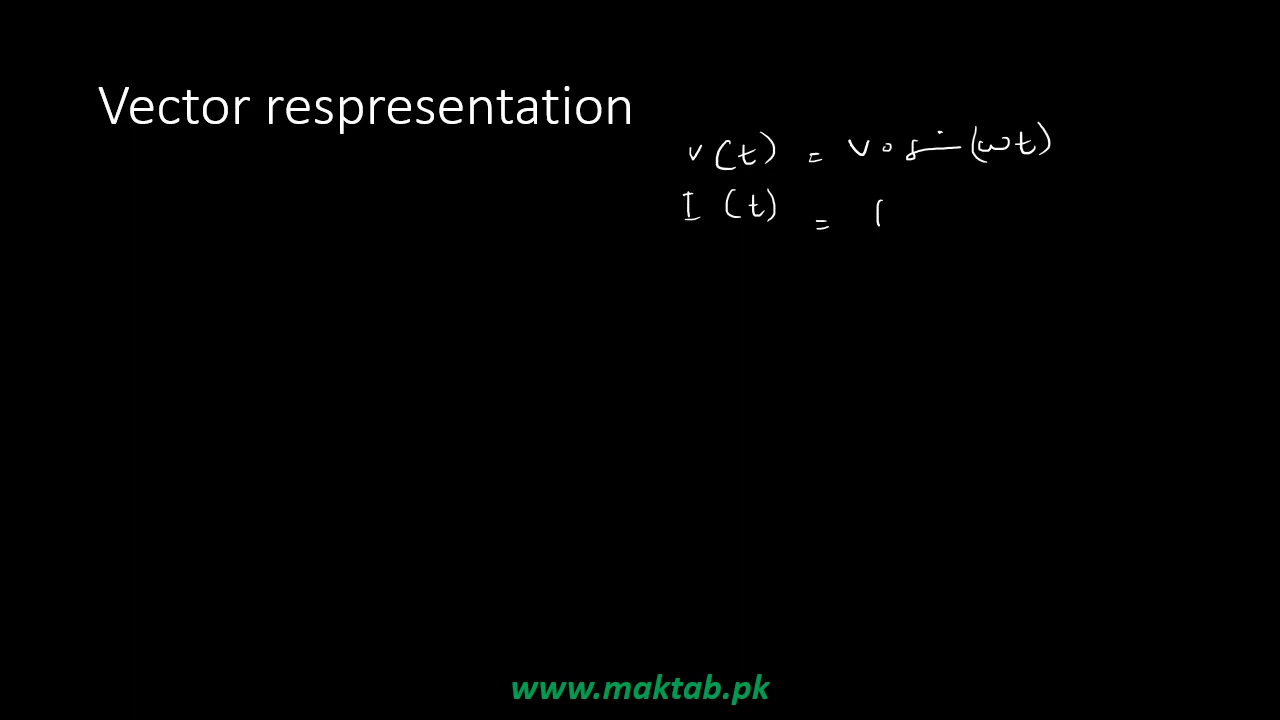 Vector respresentation
v(t) = v₀ sin(ωt)
I (t) = I
www.maktab.pk